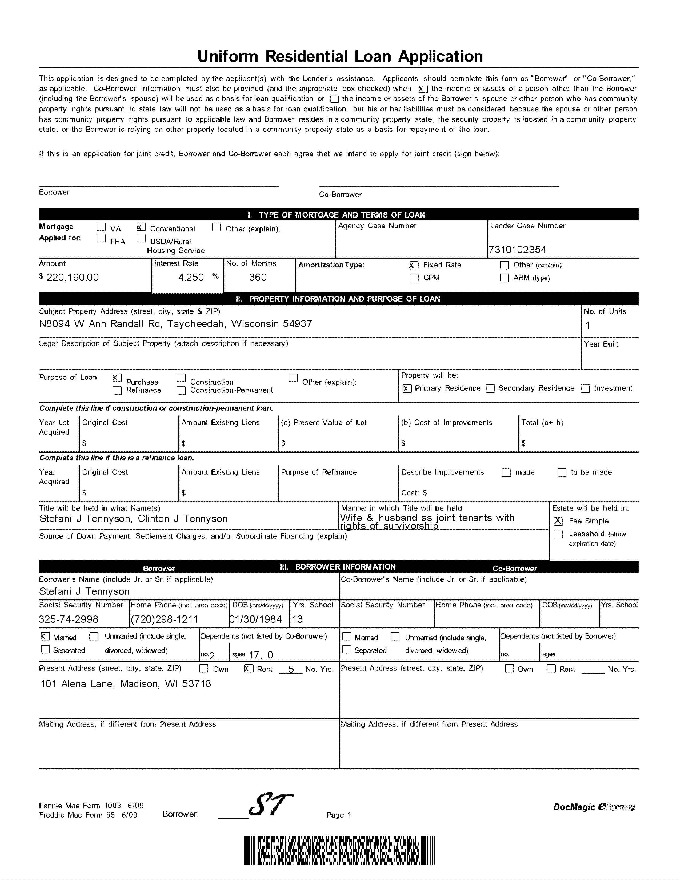 Uniform Residential Loan Application
This application is designed to be completed by the applicant(s) with the Lender's assistance. Applicants should complete this form as "Borrower" or "Co-Borrower,"
as applicable. Co-Borrower information must also be provided (and the appropriate box checked) when the income or assets of a person other than the Borrower
(including the Borrower's spouse) will be used as a basis for loan qualification or the income or assets of the Borrower's spouse or other person who has community
property rights pursuant to state law will not be used as a basis for loan qualification, but his or her liabilities must be considered because the spouse or other person
has community property rights pursuant to applicable law and Borrower resides in a community property state, the security property is located in a community property
state, or the Borrower is relying on other property located in a community property state as a basis for repayment of the loan.
If this is an application for joint credit, Borrower and Co-Borrower each agree that we intend to apply for joint credit (sign below):
Borrower Co-Borrower
I. TYPE OF MORTGAGE AND TERMS OF LOAN
Mortgage VA X Conventional Other (explain): Agency Case Number Lender Case Number
Applied for: FHA USDA/Rural
Housing Service 7310102354
Amount Interest Rate No. of Months Amortization Type: X Fixed Rate Other (explain):
$ 220,160.00 4.250 % 360 GPM ARM (type):
II. PROPERTY INFORMATION AND PURPOSE OF LOAN
Subject Property Address (street, city, state & ZIP) No. of Units
N8094 W Ann Randall Rd, Taycheedah, Wisconsin 54937 1
Legal Description of Subject Property (attach description if necessary) Year Built
Purpose of Loan X Purchase Construction Other (explain): Property will be:
Refinance Construction-Permanent X Primary Residence Secondary Residence Investment
Complete this line if construction or construction-permanent loan.
Year Lot Original Cost Amount Existing Liens (a) Present Value of Lot (b) Cost of Improvements Total (a+ b)
Acquired
$ $ $ $ $
Complete this line if this is a refinance loan.
Year Original Cost Amount Existing Liens Purpose of Refinance Describe Improvements made to be made
Acquired
$ $ Cost: $
Title will be held in what Name(s) Manner in which Title will be held Estate will be held in:
Stefani J Tennyson, Clinton J Tennyson Wife & husband as joint tenants with X Fee Simple
rights of survivorship
Source of Down Payment, Settlement Charges, and/or Subordinate Financing (explain) Leasehold (show
expiration date)
Borrower III. BORROWER INFORMATION Co-Borrower
Borrower's Name (include Jr. or Sr. if applicable) Co-Borrower's Name (include Jr. or Sr. if applicable)
Stefani J Tennyson
Social Security Number Home Phone (incl. area code) DOB (mm/dd/yyyy) Yrs. School Social Security Number Home Phone (incl. area code) DOB (mm/dd/yyyy) Yrs. School
325-74-2998 (720)298-1211 01/30/1984 13
X Married Unmarried (include single, Dependents (not listed by Co-Borrower) Married Unmarried (include single, Dependents (not listed by Borrower)
Separated divorced, widowed) no. 2 ages 17, 0 Separated divorced, widowed) no. ages
Present Address (street, city, state, ZIP) Own X Rent 5 No. Yrs. Present Address (street, city, state, ZIP) Own Rent No. Yrs.
101 Alena Lane, Madison, WI 53718
Mailing Address, if different from Present Address Mailing Address, if different from Present Address
Fannie Mae Form 1003 6/09
Freddie Mac Form 65 6/09 Borrower ST Page 1 DocMagic